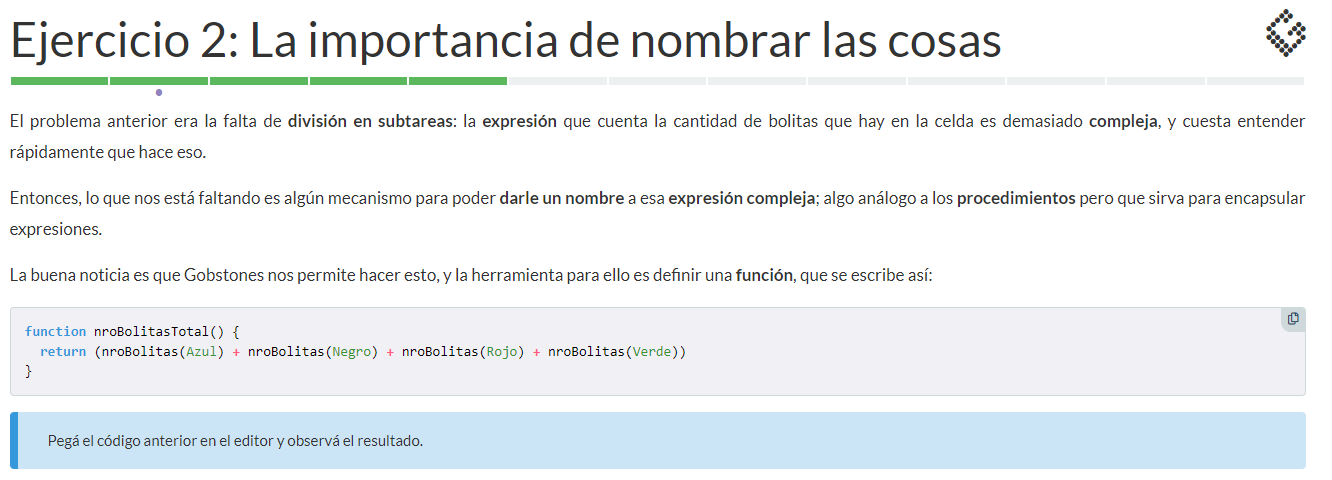 Ejercicio 2: La importancia de nombrar las cosas
El problema anterior era la falta de división en subtareas: la expresión que cuenta la cantidad de bolitas que hay en la celda es demasiado compleja, y cuesta entender
rápidamente que hace eso.
Entonces, lo que nos está faltando es algún mecanismo para poder darle un nombre a esa expresión compleja; algo análogo a los procedimientos pero que sirva para encapsular
expresiones.
La buena noticia es que Gobstones nos permite hacer esto, y la herramienta para ello es definir una función, que se escribe así:
function nroBolitasTotal() {
  return (nroBolitas(Azul) + nroBolitas(Negro) + nroBolitas(Rojo) + nroBolitas(Verde))
}
Pegá el código anterior en el editor y observá el resultado.